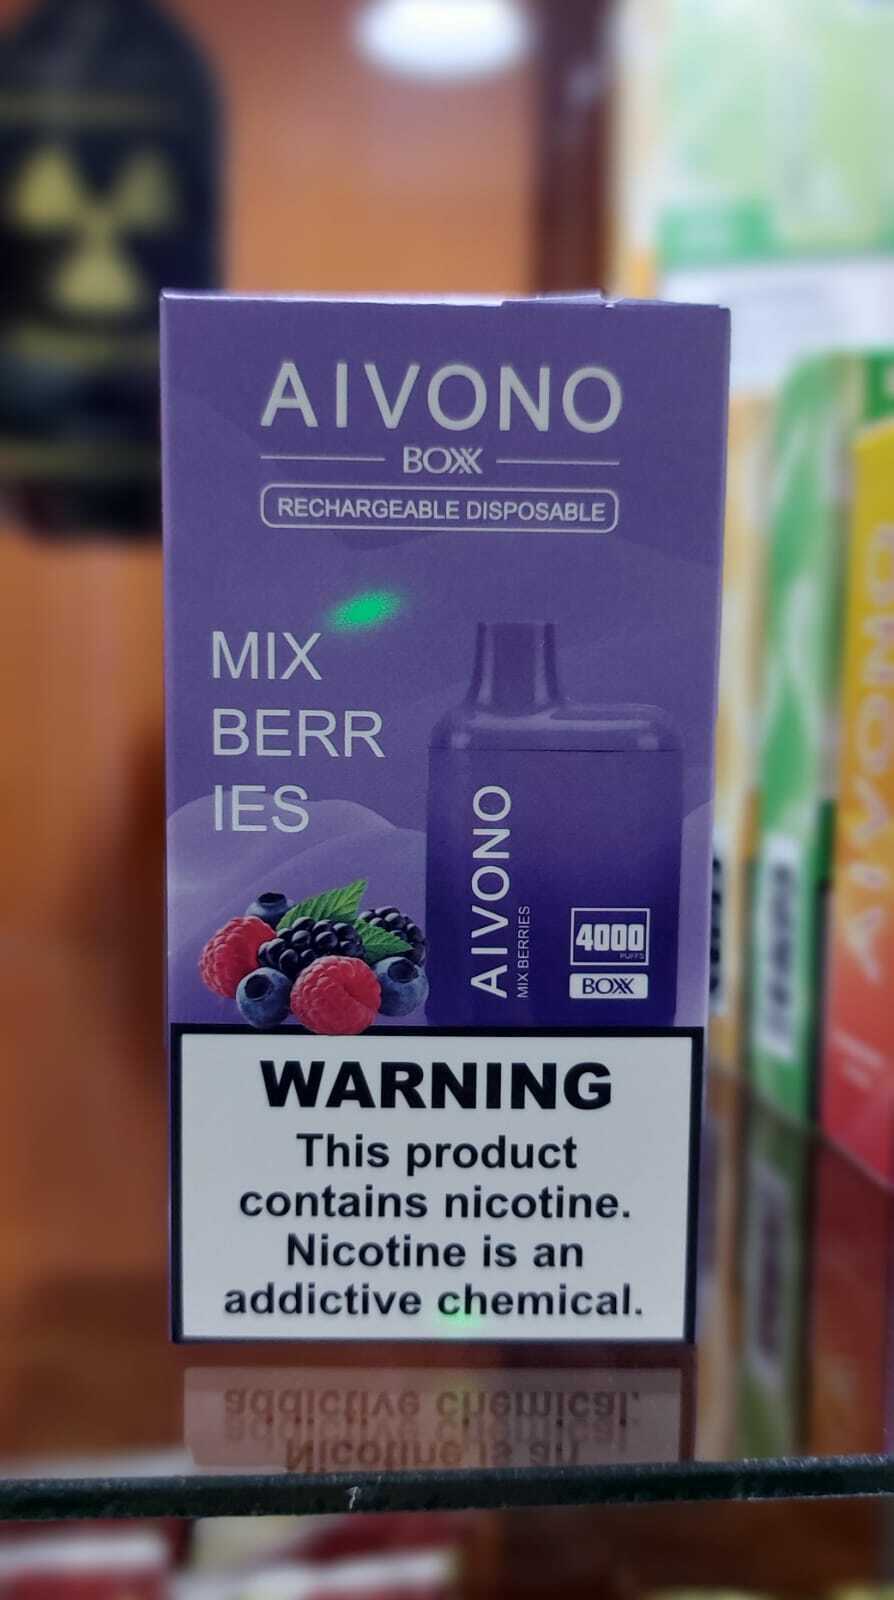 AIVONO
BOXX
RECHARGEABLE DISPOSABLE
MIX
BERR
IES
AIVONO
MIX BERRIES
4000
PUFFS
BOXX
WARNING
This product
contains nicotine.
Nicotine is an
addictive chemical.
AIVONO